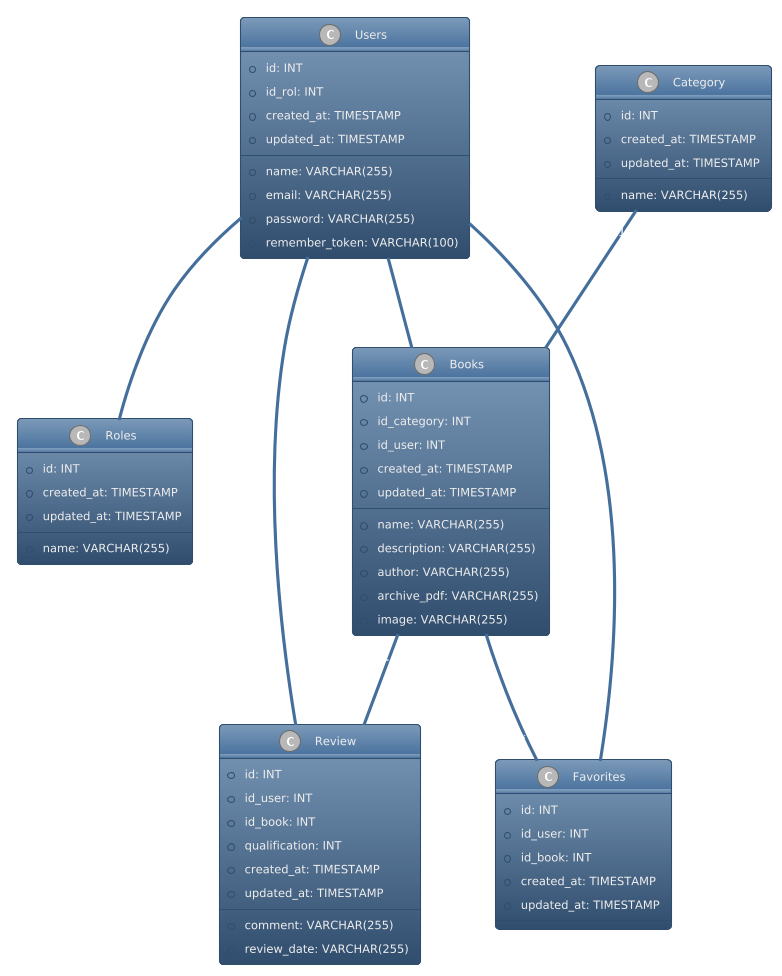 C Users
id: INT
id_rol: INT
created_at: TIMESTAMP
updated_at: TIMESTAMP
name: VARCHAR(255)
email: VARCHAR(255)
password: VARCHAR(255)
remember_token: VARCHAR(100)
C Category
id: INT
created_at: TIMESTAMP
updated_at: TIMESTAMP
name: VARCHAR(255)
C Books
id: INT
id_category: INT
id_user: INT
created_at: TIMESTAMP
updated_at: TIMESTAMP
name: VARCHAR(255)
description: VARCHAR(255)
author: VARCHAR(255)
archive_pdf: VARCHAR(255)
image: VARCHAR(255)
C Roles
id: INT
created_at: TIMESTAMP
updated_at: TIMESTAMP
name: VARCHAR(255)
C Review
id: INT
id_user: INT
id_book: INT
qualification: INT
created_at: TIMESTAMP
updated_at: TIMESTAMP
comment: VARCHAR(255)
review_date: VARCHAR(255)
C Favorites
id: INT
id_user: INT
id_book: INT
created_at: TIMESTAMP
updated_at: TIMESTAMP